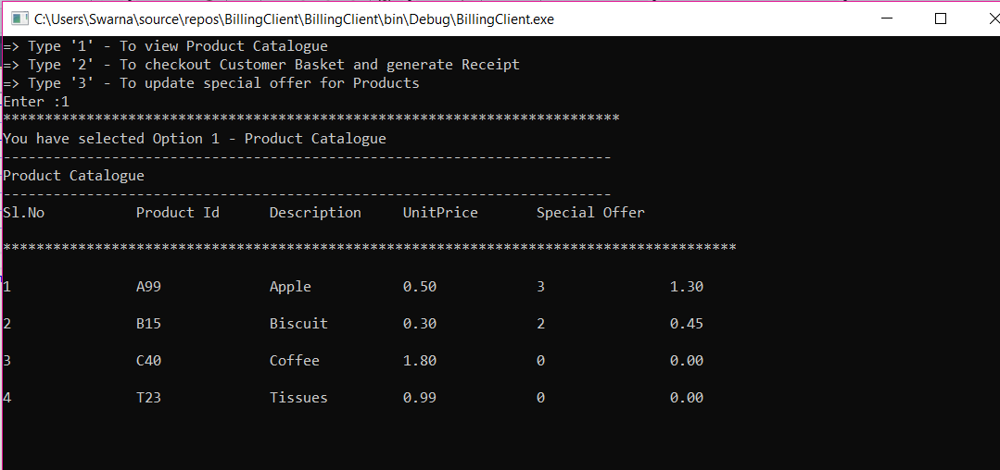 C:\Users\Swarna\source\repos\BillingClient\BillingClient\bin\Debug\BillingClient.exe
=> Type '1' - To view Product Catalogue
=> Type '2' - To checkout Customer Basket and generate Receipt
=> Type '3' - To update special offer for Products
Enter :1
**************************************************************************
You have selected Option 1 - Product Catalogue
-------------------------------------------------------------------------
Product Catalogue
-------------------------------------------------------------------------
Sl.No Product Id Description UnitPrice Special Offer
****************************************************************************************
1 A99 Apple 0.50 3 1.30
2 B15 Biscuit 0.30 2 0.45
3 C40 Coffee 1.80 0 0.00
4 T23 Tissues 0.99 0 0.00